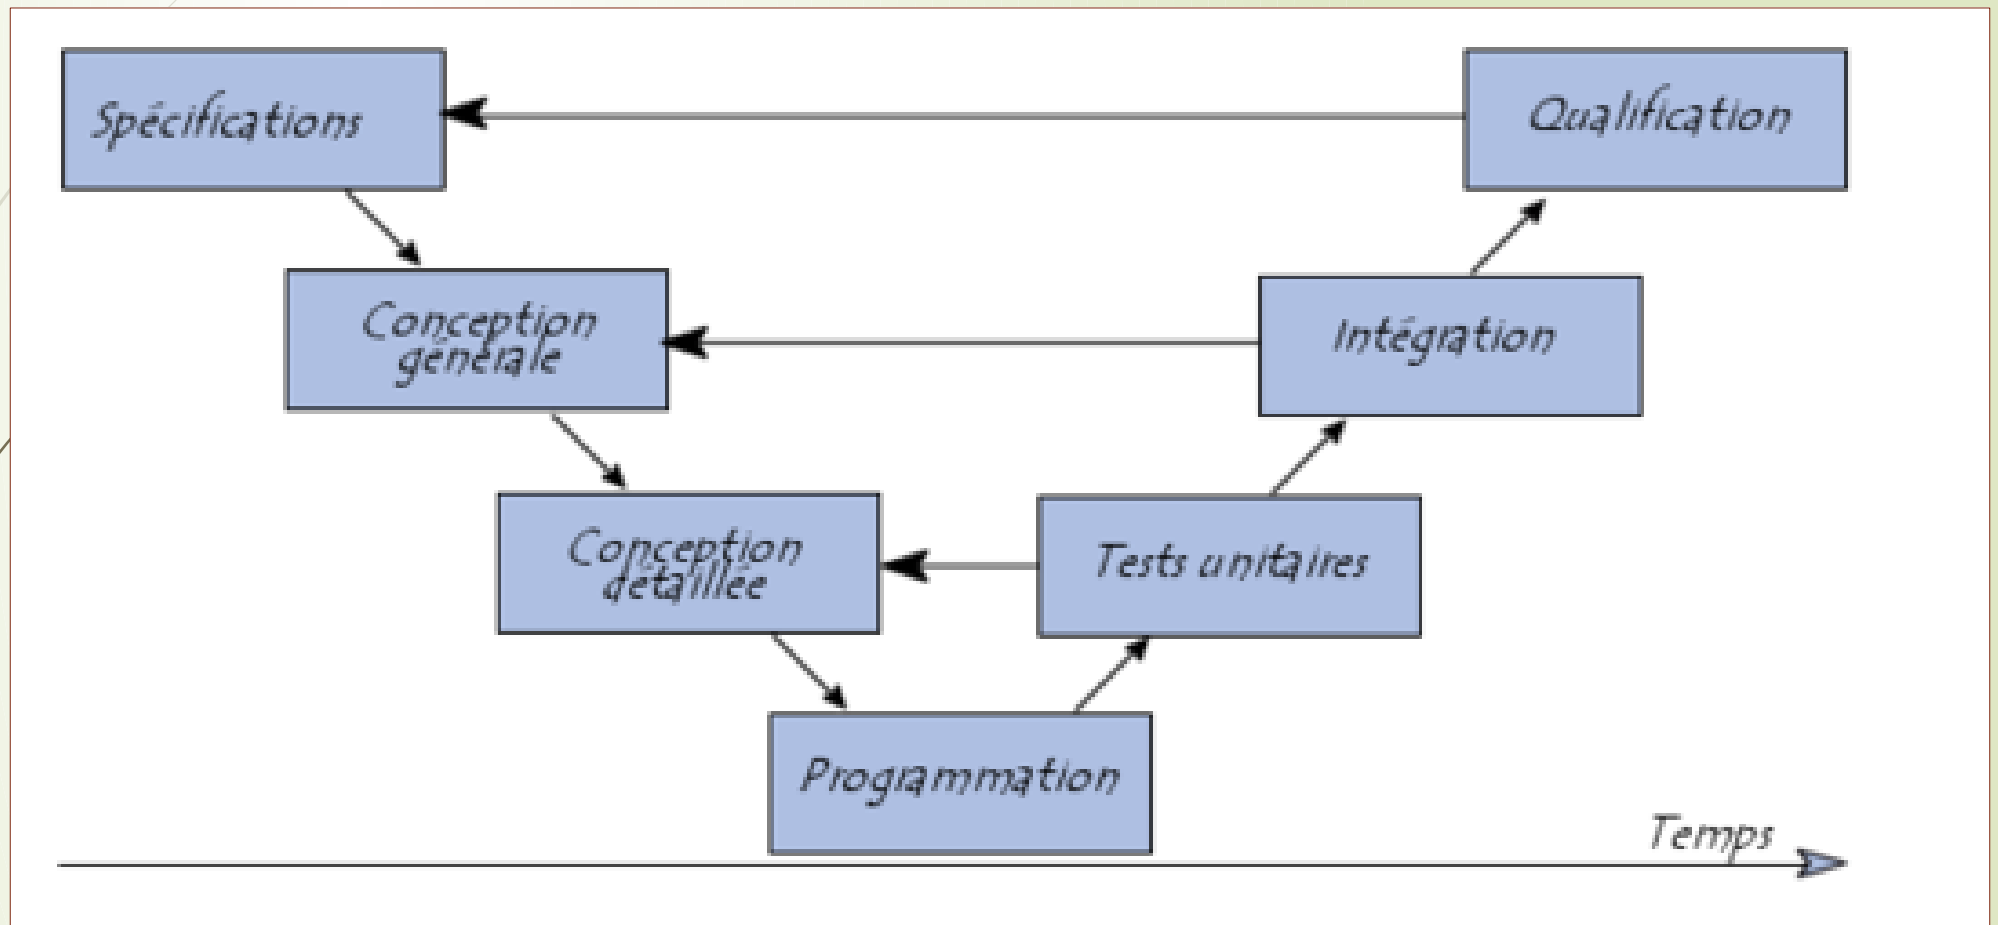 Spécifications
Qualification
Conception
générale
Intégration
Conception
détaillée
Tests unitaires
Programmation
Temps